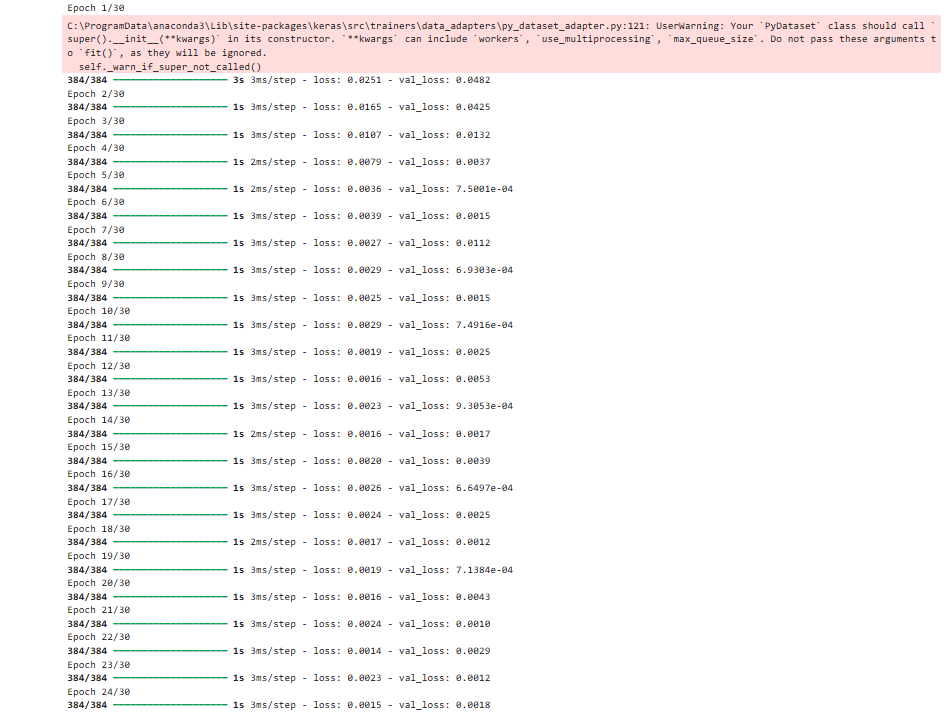 Epoch 1/30
C:\ProgramData\anaconda3\Lib\site-packages\keras\src\trainers\data_adapters\py_dataset_adapter.py:121: UserWarning: Your `PyDataset` class should call `
super().__init__(**kwargs)` in its constructor. `**kwargs` can include `workers`, `use_multiprocessing`, `max_queue_size`. Do not pass these arguments t
o `fit()`, as they will be ignored.
  self._warn_if_super_not_called()
384/384 ━━━━━━━━━━━━━━━━━━━━ 3s 3ms/step - loss: 0.0251 - val_loss: 0.0482
Epoch 2/30
384/384 ━━━━━━━━━━━━━━━━━━━━ 1s 3ms/step - loss: 0.0165 - val_loss: 0.0425
Epoch 3/30
384/384 ━━━━━━━━━━━━━━━━━━━━ 1s 3ms/step - loss: 0.0107 - val_loss: 0.0132
Epoch 4/30
384/384 ━━━━━━━━━━━━━━━━━━━━ 1s 2ms/step - loss: 0.0079 - val_loss: 0.0037
Epoch 5/30
384/384 ━━━━━━━━━━━━━━━━━━━━ 1s 2ms/step - loss: 0.0036 - val_loss: 7.5001e-04
Epoch 6/30
384/384 ━━━━━━━━━━━━━━━━━━━━ 1s 3ms/step - loss: 0.0039 - val_loss: 0.0015
Epoch 7/30
384/384 ━━━━━━━━━━━━━━━━━━━━ 1s 3ms/step - loss: 0.0027 - val_loss: 0.0112
Epoch 8/30
384/384 ━━━━━━━━━━━━━━━━━━━━ 1s 3ms/step - loss: 0.0029 - val_loss: 6.9303e-04
Epoch 9/30
384/384 ━━━━━━━━━━━━━━━━━━━━ 1s 3ms/step - loss: 0.0025 - val_loss: 0.0015
Epoch 10/30
384/384 ━━━━━━━━━━━━━━━━━━━━ 1s 3ms/step - loss: 0.0029 - val_loss: 7.4916e-04
Epoch 11/30
384/384 ━━━━━━━━━━━━━━━━━━━━ 1s 3ms/step - loss: 0.0019 - val_loss: 0.0025
Epoch 12/30
384/384 ━━━━━━━━━━━━━━━━━━━━ 1s 3ms/step - loss: 0.0016 - val_loss: 0.0053
Epoch 13/30
384/384 ━━━━━━━━━━━━━━━━━━━━ 1s 3ms/step - loss: 0.0023 - val_loss: 9.3053e-04
Epoch 14/30
384/384 ━━━━━━━━━━━━━━━━━━━━ 1s 2ms/step - loss: 0.0016 - val_loss: 0.0017
Epoch 15/30
384/384 ━━━━━━━━━━━━━━━━━━━━ 1s 3ms/step - loss: 0.0020 - val_loss: 0.0039
Epoch 16/30
384/384 ━━━━━━━━━━━━━━━━━━━━ 1s 3ms/step - loss: 0.0026 - val_loss: 6.6497e-04
Epoch 17/30
384/384 ━━━━━━━━━━━━━━━━━━━━ 1s 3ms/step - loss: 0.0024 - val_loss: 0.0025
Epoch 18/30
384/384 ━━━━━━━━━━━━━━━━━━━━ 1s 2ms/step - loss: 0.0017 - val_loss: 0.0012
Epoch 19/30
384/384 ━━━━━━━━━━━━━━━━━━━━ 1s 3ms/step - loss: 0.0019 - val_loss: 7.1384e-04
Epoch 20/30
384/384 ━━━━━━━━━━━━━━━━━━━━ 1s 3ms/step - loss: 0.0016 - val_loss: 0.0043
Epoch 21/30
384/384 ━━━━━━━━━━━━━━━━━━━━ 1s 3ms/step - loss: 0.0024 - val_loss: 0.0010
Epoch 22/30
384/384 ━━━━━━━━━━━━━━━━━━━━ 1s 3ms/step - loss: 0.0014 - val_loss: 0.0029
Epoch 23/30
384/384 ━━━━━━━━━━━━━━━━━━━━ 1s 3ms/step - loss: 0.0023 - val_loss: 0.0012
Epoch 24/30
384/384 ━━━━━━━━━━━━━━━━━━━━ 1s 3ms/step - loss: 0.0015 - val_loss: 0.0018